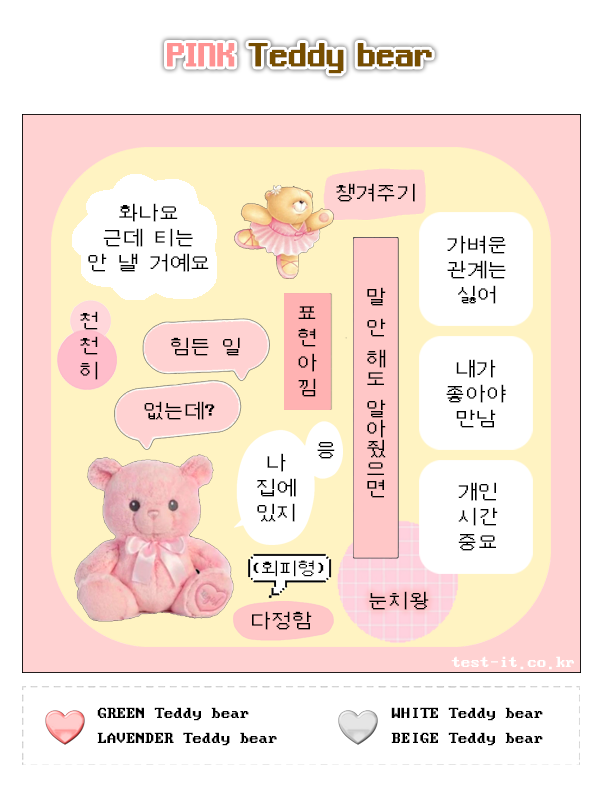 PINK Teddy bear
화나요
근데 티는
안 낼 거예요
챙겨주기
가벼운
관계는
싫어
천
천
히
힘든 일
없는데?
표
현
아
낌
말 안 해도 알아줬으면
내가
좋아야
만남
응
나
집에
있지
개인
시간
중요
(회피형)
다정함
눈치왕
test-it.co.kr
GREEN Teddy bear
LAVENDER Teddy bear
WHITE Teddy bear
BEIGE Teddy bear